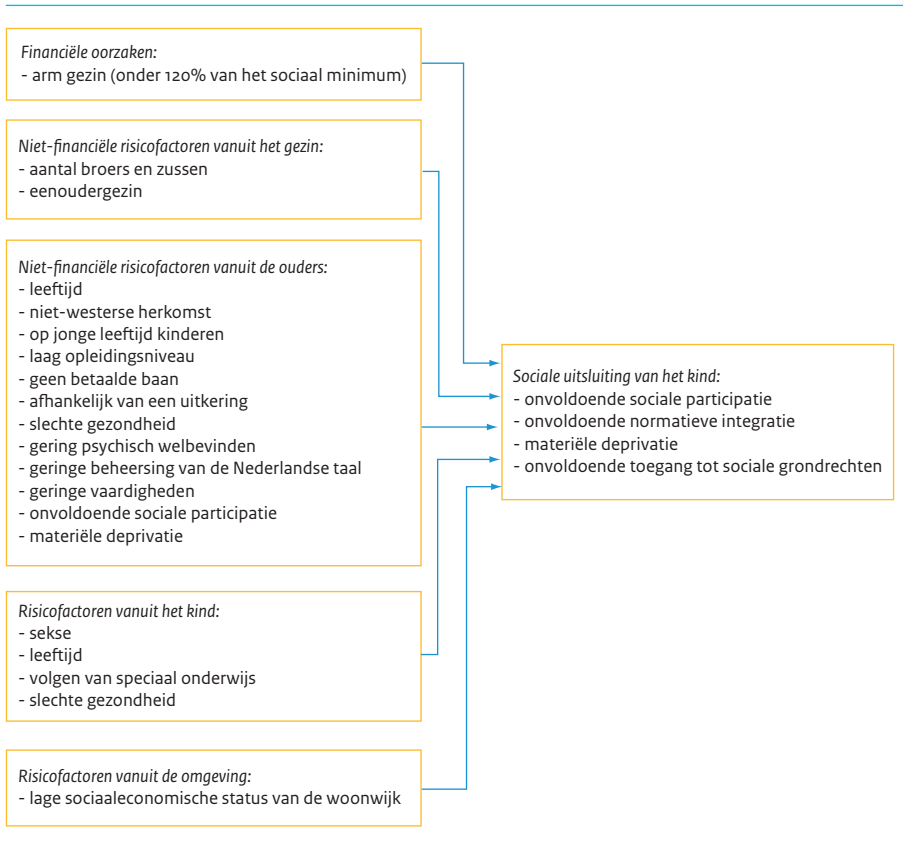 Financiële oorzaken:
- arm gezin (onder 120% van het sociaal minimum)
Niet-financiële risicofactoren vanuit het gezin:
- aantal broers en zussen
- eenoudergezin
Niet-financiële risicofactoren vanuit de ouders:
- leeftijd
- niet-westerse herkomst
- op jonge leeftijd kinderen
- laag opleidingsniveau
- geen betaalde baan
- afhankelijk van een uitkering
- slechte gezondheid
- gering psychisch welbevinden
- geringe beheersing van de Nederlandse taal
- geringe vaardigheden
- onvoldoende sociale participatie
- materiële deprivatie
Risicofactoren vanuit het kind:
- sekse
- leeftijd
- volgen van speciaal onderwijs
- slechte gezondheid
Risicofactoren vanuit de omgeving:
- lage sociaaleconomische status van de woonwijk
Sociale uitsluiting van het kind:
- onvoldoende sociale participatie
- onvoldoende normatieve integratie
- materiële deprivatie
- onvoldoende toegang tot sociale grondrechten